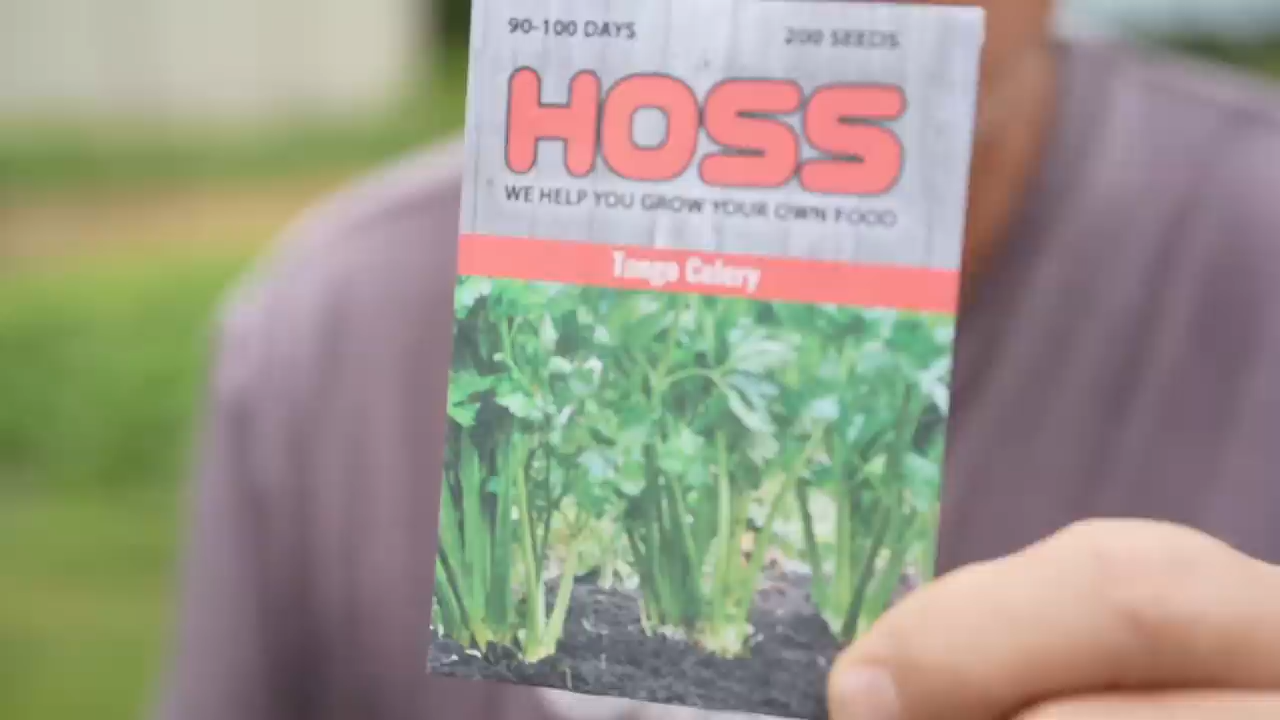 90-100 DAYS
200 SEEDS
HOSS
WE HELP YOU GROW YOUR OWN FOOD
Tango Celery